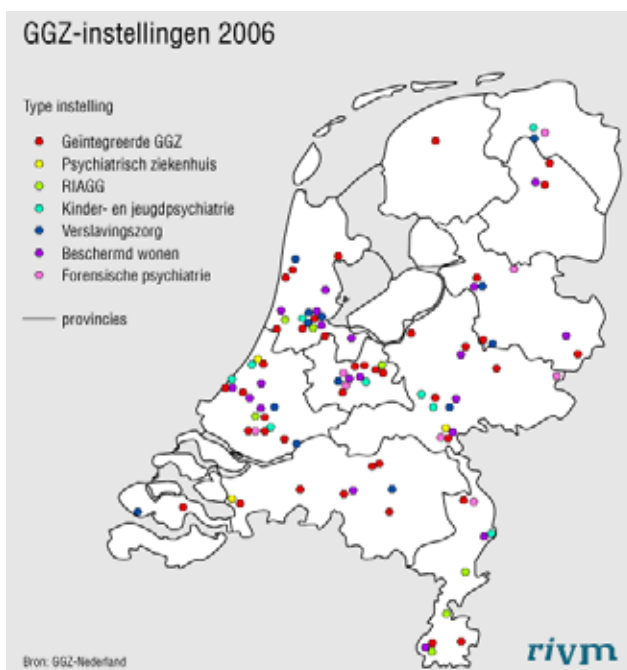 GGZ-instellingen 2006
Type instelling
Geïntegreerde GGZ
Psychiatrisch ziekenhuis
RIAGG
Kinder- en jeugdpsychiatrie
Verslavingszorg
Beschermd wonen
Forensische psychiatrie
provincies
Bron: GGZ-Nederland
rivm